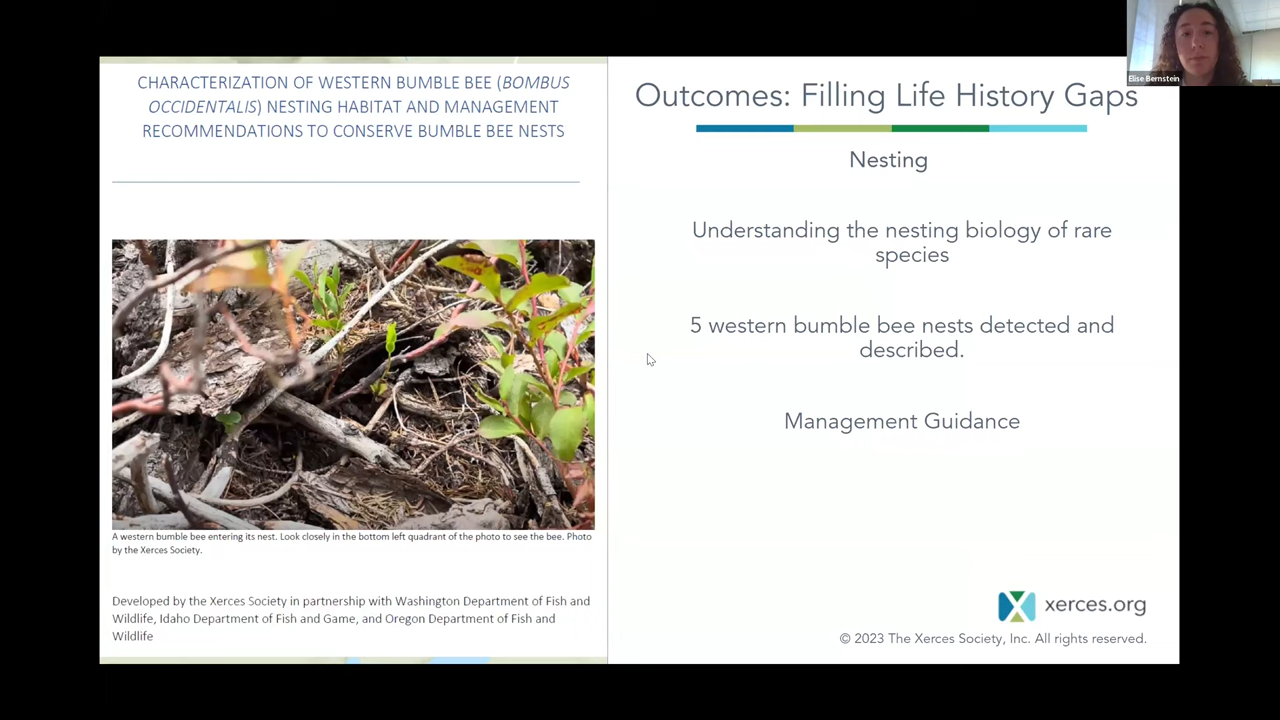 CHARACTERIZATION OF WESTERN BUMBLE BEE (BOMBUS
OCCIDENTALIS) NESTING HABITAT AND MANAGEMENT
RECOMMENDATIONS TO CONSERVE BUMBLE BEE NESTS
A western bumble bee entering its nest. Look closely in the bottom left quadrant of the photo to see the bee. Photo
by the Xerces Society.
Developed by the Xerces Society in partnership with Washington Department of Fish and
Wildlife, Idaho Department of Fish and Game, and Oregon Department of Fish and
Wildlife
Outcomes: Filling Life History Gaps
Nesting
Understanding the nesting biology of rare
species
5 western bumble bee nests detected and
described.
Management Guidance
xerces.org
© 2023 The Xerces Society, Inc. All rights reserved.
Elise Bernstein